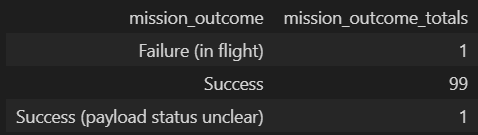 mission_outcome mission_outcome_totals
Failure (in flight) 1
Success 99
Success (payload status unclear) 1